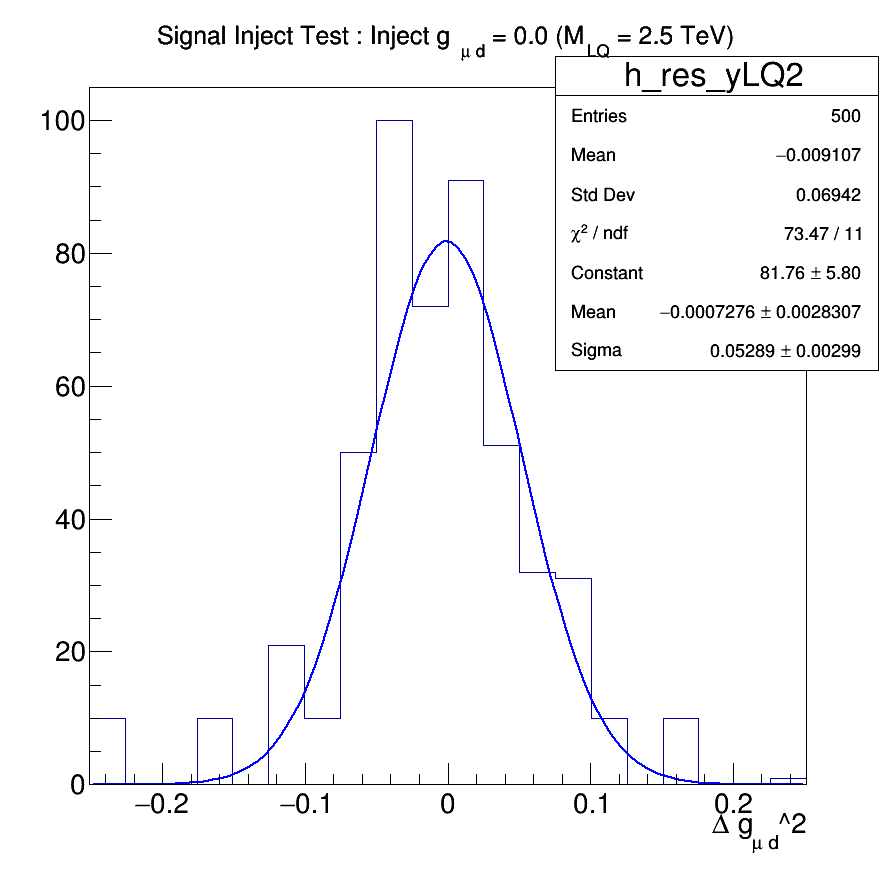 Signal Inject Test : Inject g μ d = 0.0 (M LQ = 2.5 TeV)
h_res_yLQ2
Entries 500
Mean −0.009107
Std Dev 0.06942
χ² / ndf 73.47 / 11
Constant 81.76 ± 5.80
Mean −0.0007276 ± 0.0028307
Sigma 0.05289 ± 0.00299
100
80
60
40
20
0
−0.2 −0.1 0 0.1 0.2
Δ g μ d ^2